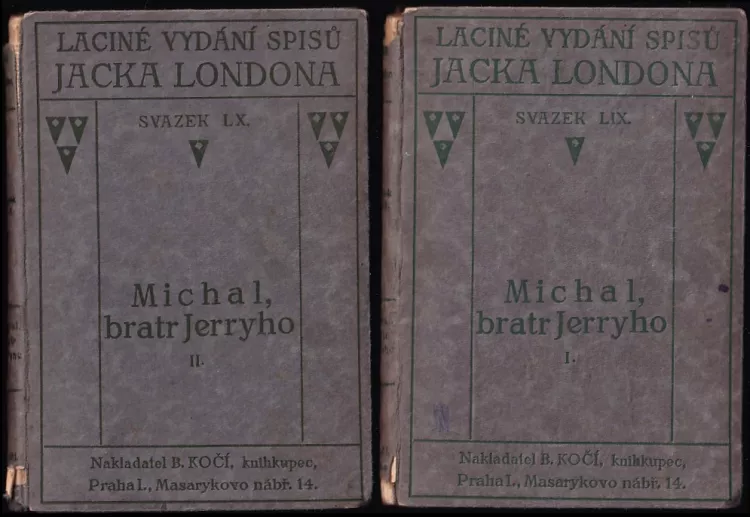 LACINÉ VYDÁNÍ SPISŮ
JACKA LONDONA
SVAZEK LX.
Michal,
bratr Jerryho
II.
Nakladatel B. KOČÍ, knihkupec,
Praha I., Masarykovo nábř. 14.
LACINÉ VYDÁNÍ SPISŮ
JACKA LONDONA
SVAZEK LIX.
Michal,
bratr Jerryho
I.
Nakladatel B. KOČÍ, knihkupec,
Praha I., Masarykovo nábř. 14.